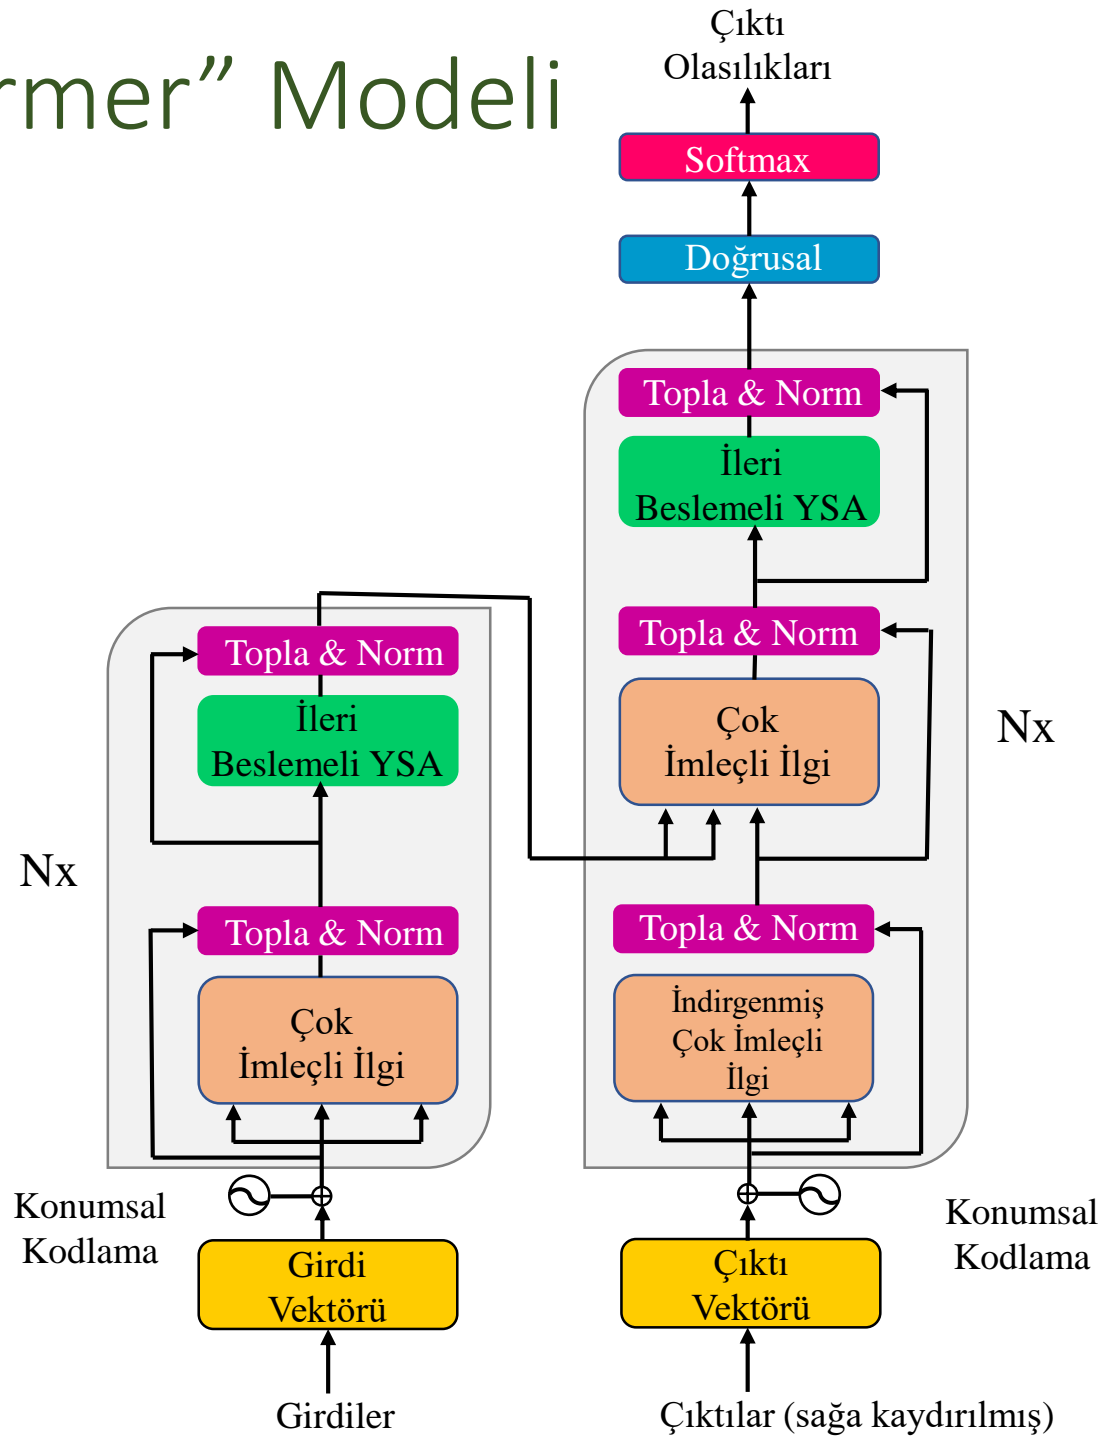 rmer” Modeli
Çıktı
Olasılıkları
Softmax
Doğrusal
Topla & Norm
İleri
Beslemeli YSA
Topla & Norm
Çok
İmleçli İlgi
Nx
Topla & Norm
İndirgenmiş
Çok İmleçli
İlgi
Konumsal
Kodlama
Çıktı
Vektörü
Çıktılar (sağa kaydırılmış)
Topla & Norm
İleri
Beslemeli YSA
Nx
Topla & Norm
Çok
İmleçli İlgi
Konumsal
Kodlama
Girdi
Vektörü
Girdiler